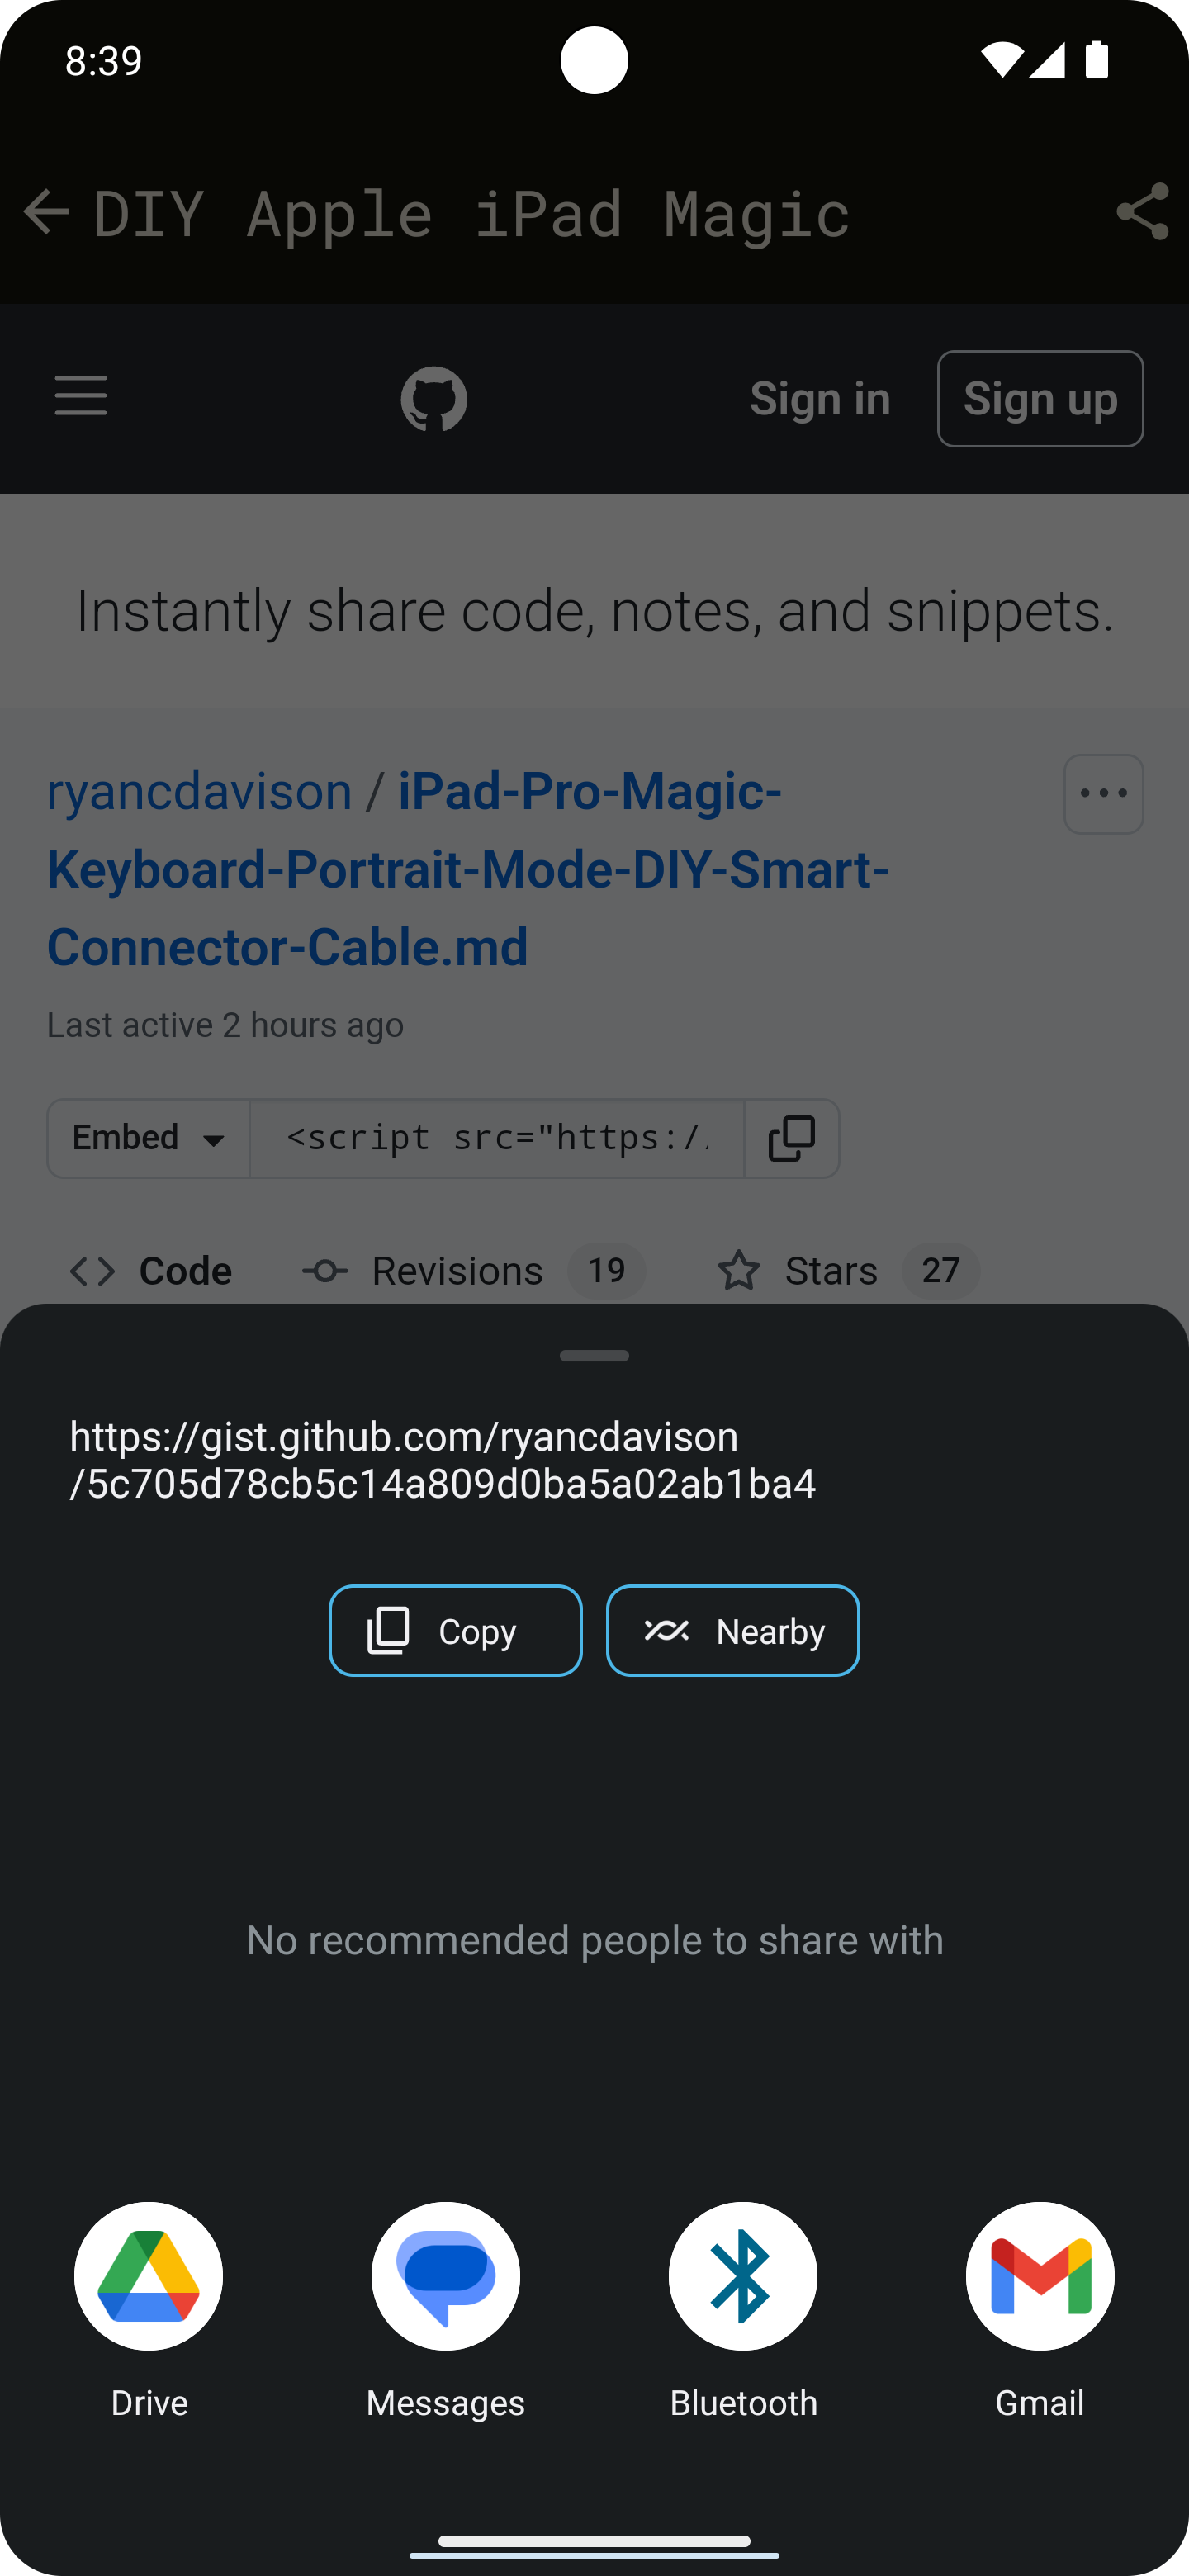 8:39
DIY Apple iPad Magic
Sign in
Sign up
Instantly share code, notes, and snippets.
ryancdavison / iPad-Pro-Magic-
Keyboard-Portrait-Mode-DIY-Smart-
Connector-Cable.md
Last active 2 hours ago
Embed <script src="https:/
Code Revisions 19 Stars 27
https://gist.github.com/ryancdavison
/5c705d78cb5c14a809d0ba5a02ab1ba4
Copy Nearby
No recommended people to share with
Drive Messages Bluetooth Gmail